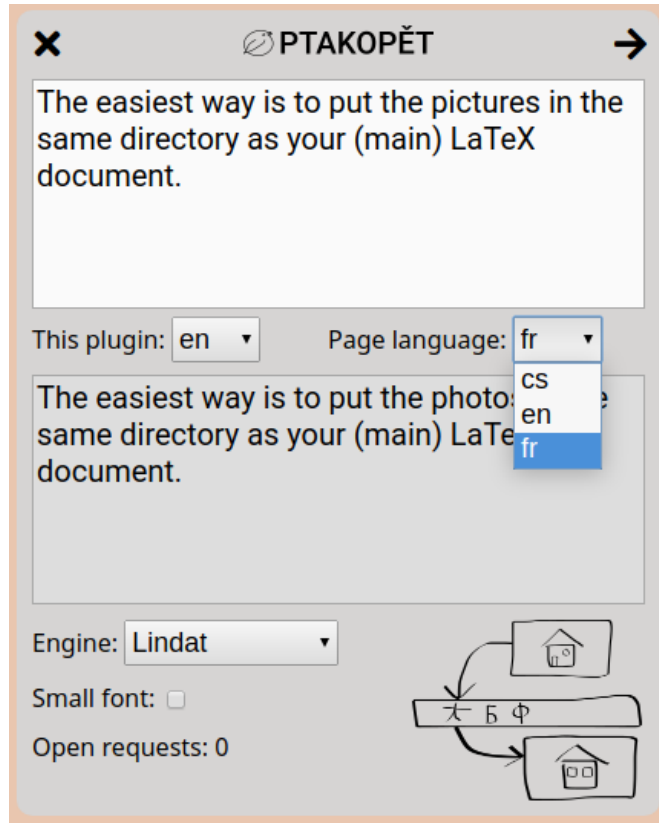 PTAKOPĚT
The easiest way is to put the pictures in the
same directory as your (main) LaTeX
document.
This plugin: en
Page language: fr
cs
en
fr
The easiest way is to put the photos
same directory as your (main)
document.
Engine: Lindat
Small font:
Open requests: 0
大 Б Ф